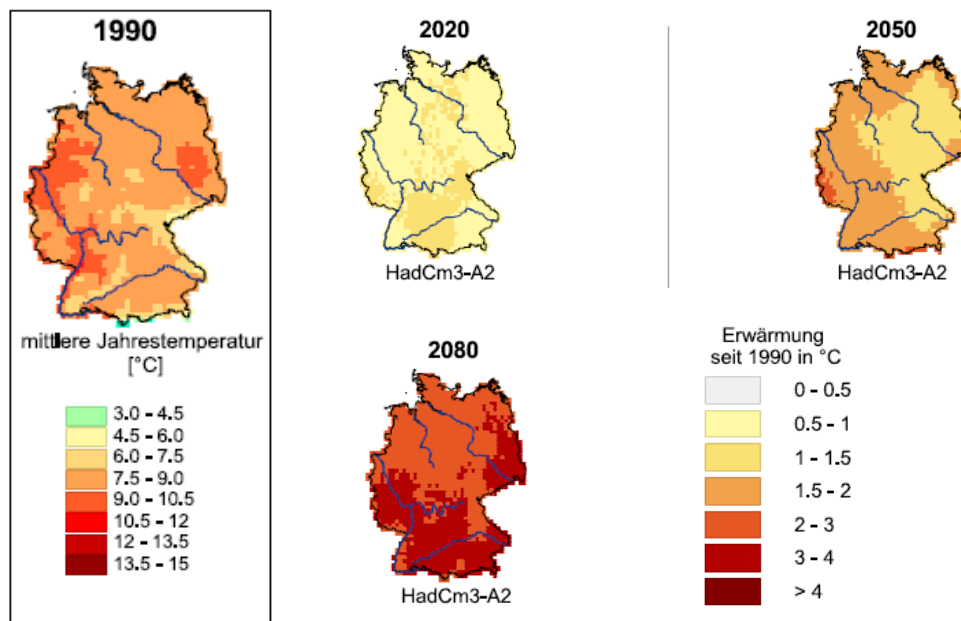 1990
mittlere Jahrestemperatur
[°C]
3.0 - 4.5
4.5 - 6.0
6.0 - 7.5
7.5 - 9.0
9.0 - 10.5
10.5 - 12
12 - 13.5
13.5 - 15
2020
HadCm3-A2
2050
HadCm3-A2
2080
HadCm3-A2
Erwärmung
seit 1990 in °C
0 - 0.5
0.5 - 1
1 - 1.5
1.5 - 2
2 - 3
3 - 4
> 4